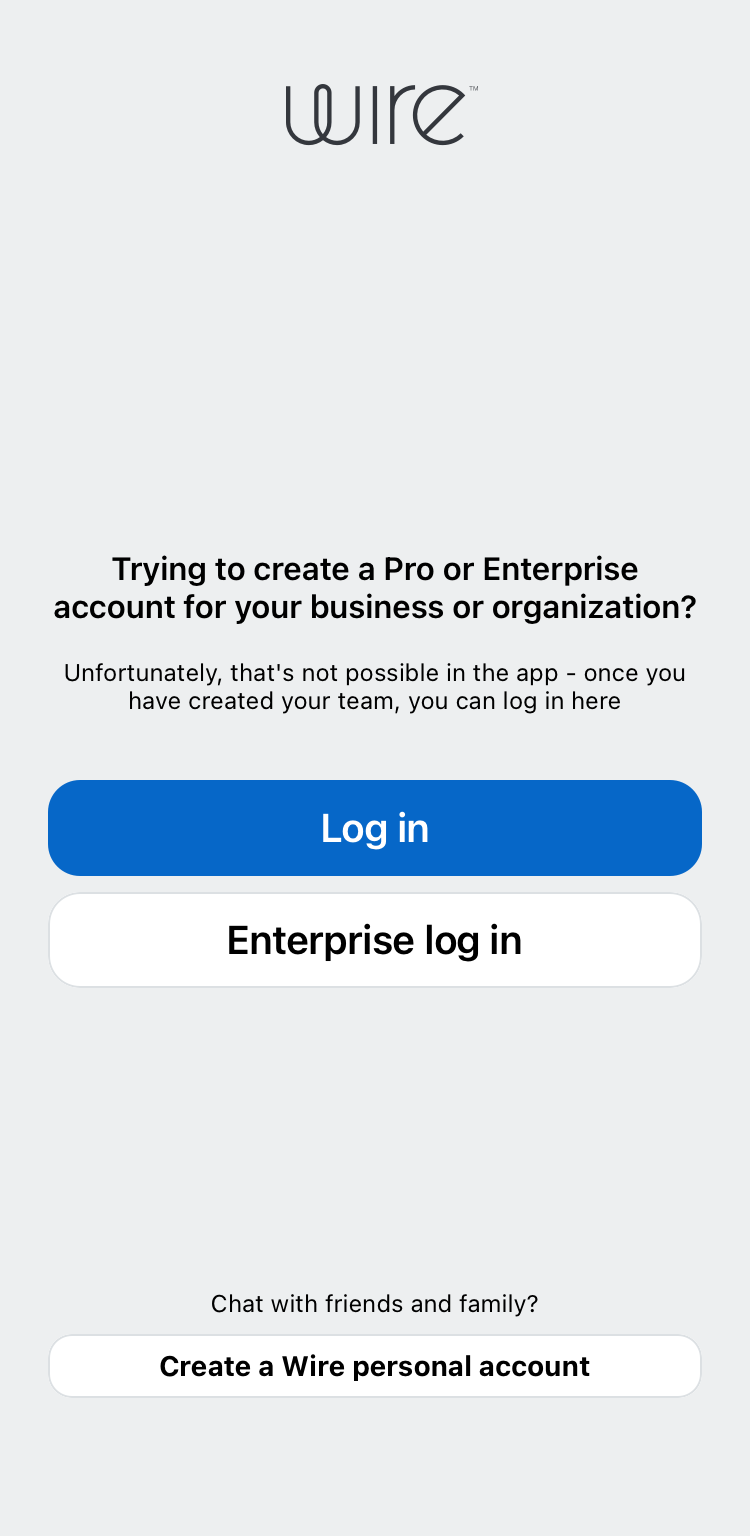 wire™
Trying to create a Pro or Enterprise
account for your business or organization?
Unfortunately, that's not possible in the app - once you
have created your team, you can log in here
Log in
Enterprise log in
Chat with friends and family?
Create a Wire personal account